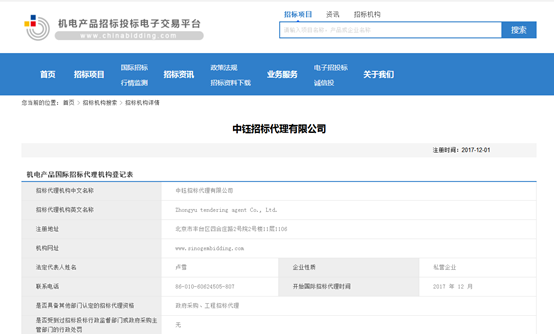 机电产品招标投标电子交易平台
www.chinabidding.com
招标项目 资讯 招标机构
请输入项目名称、产品或企业名称
搜索
首页 招标项目 国际招标 招标资讯 政策法规 业务服务 电子招投标 关于我们
行情监测 招标资料下载 诚信投
您当前的位置: 首页 > 招标机构搜索 > 招标机构详情
中钰招标代理有限公司
注册时间: 2017-12-01
机电产品国际招标代理机构登记表
招标代理机构中文名称 中钰招标代理有限公司
招标代理机构英文名称 Zhongyu tendering agent Co., Ltd.
注册地址 北京市丰台区四合庄路2号院2号楼11层1106
机构网址 www.sinogembidding.com
法定代表人姓名 卢雪 企业性质 私营企业
联系电话 86-010-60624505-807 开始国际招标代理时间 2017 年 12 月
是否具备其他部门认定的招标代理资格 政府采购、工程招标代理
是否受到过招标投标行政监督部门或政府采购主 无
管部门的行政处罚